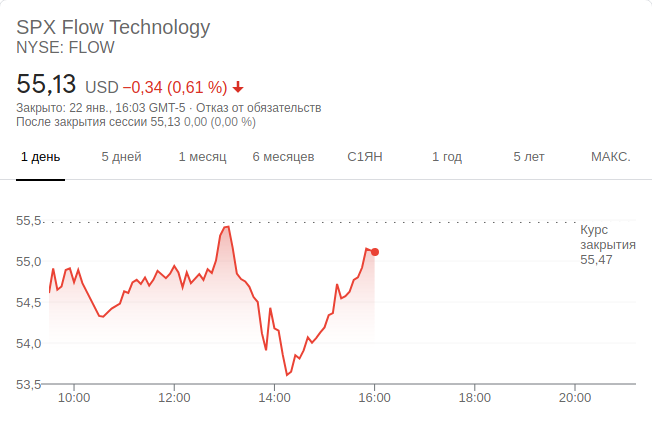 SPX Flow Technology
NYSE: FLOW
55,13 USD −0,34 (0,61 %)
Закрыто: 22 янв., 16:03 GMT-5 · Отказ от обязательств
После закрытия сессии 55,13 0,00 (0,00 %)
1 день 5 дней 1 месяц 6 месяцев С1ЯН 1 год 5 лет МАКС.
55,5
Курс
закрытия
55,47
55,0
54,5
54,0
53,5
10:00 12:00 14:00 16:00 18:00 20:00